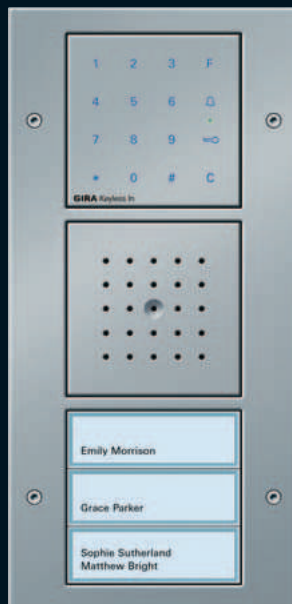 1 2 3 F
4 5 6
7 8 9
* 0 # C
GIRA Keyless In
Emily Morrison
Grace Parker
Sophie Sutherland
Matthew Bright